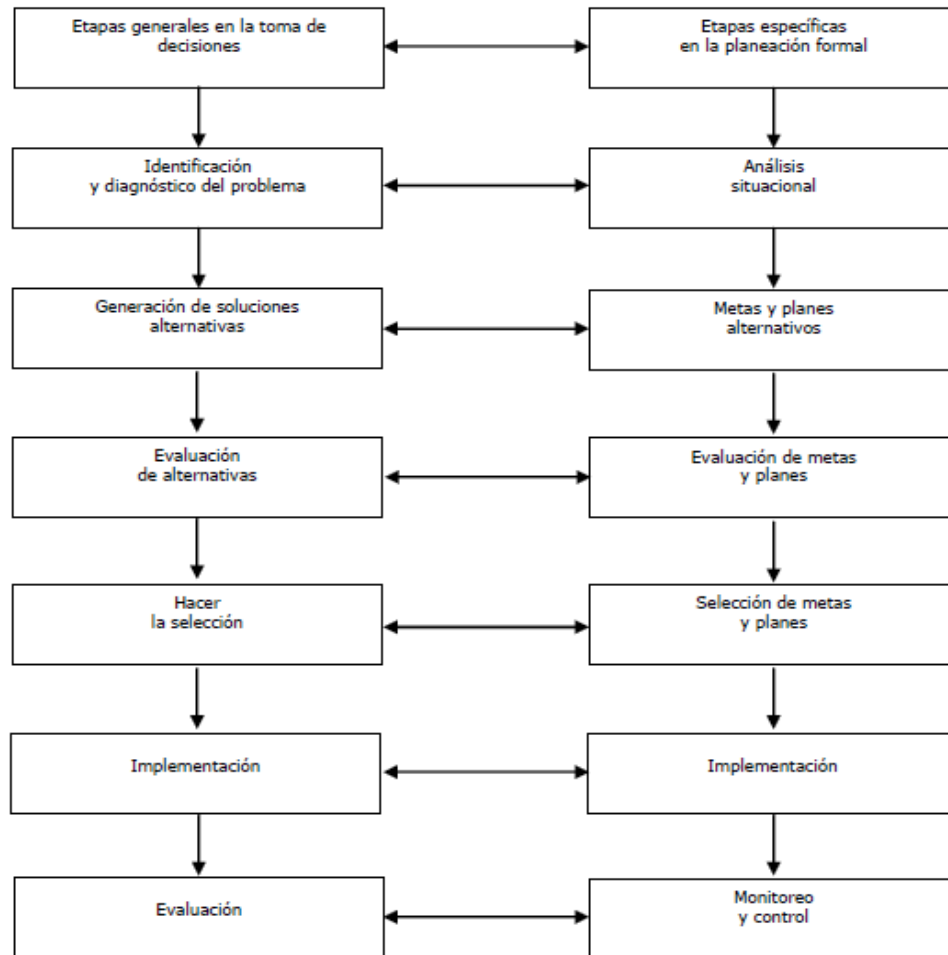 Etapas generales en la toma de
decisiones
Etapas específicas
en la planeación formal
Identificación
y diagnóstico del problema
Análisis
situacional
Generación de soluciones
alternativas
Metas y planes
alternativos
Evaluación
de alternativas
Evaluación de metas
y planes
Hacer
la selección
Selección de metas
y planes
Implementación
Implementación
Evaluación
Monitoreo
y control